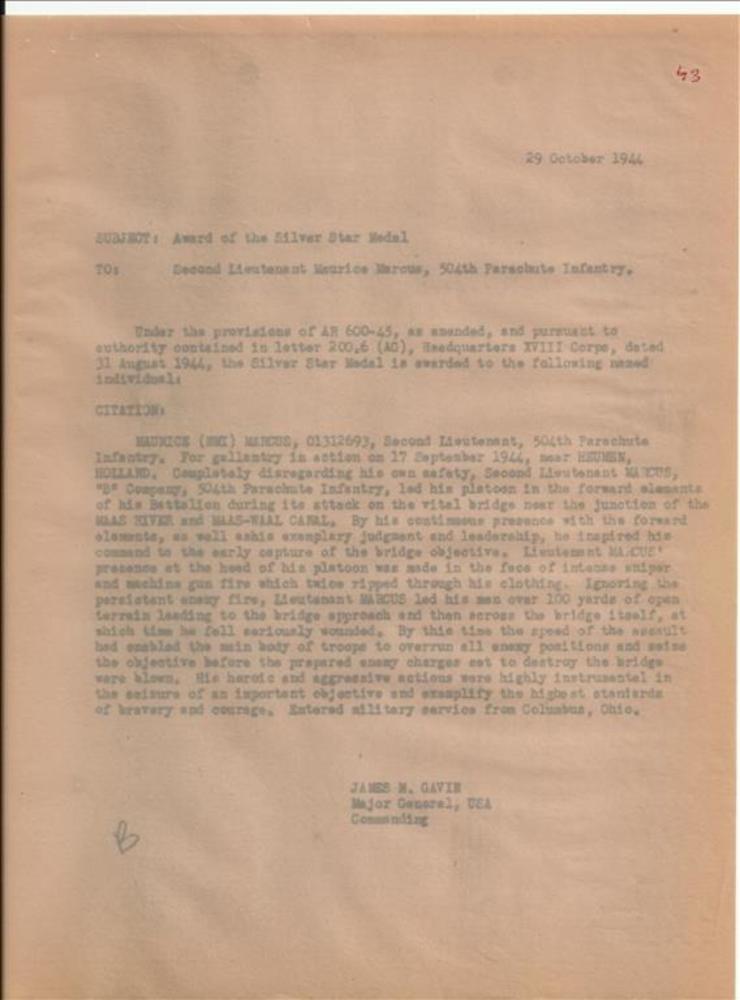 43
29 October 1944
SUBJECT: Award of the Silver Star Medal
TO: Second Lieutenant Maurice Marcus, 504th Parachute Infantry.
Under the provisions of AR 600-45, as amended, and pursuant to
authority contained in letter 200.6 (AG), Headquarters XVIII Corps, dated
31 August 1944, the Silver Star Medal is awarded to the following named
individual:
CITATION:
MAURICE (NMI) MARCUS, 01312693, Second Lieutenant, 504th Parachute
Infantry. For gallantry in action on 17 September 1944, near HEUMEN,
HOLLAND. Completely disregarding his own safety, Second Lieutenant MARCUS,
"B" Company, 504th Parachute Infantry, led his platoon in the forward elements
of his Battalion during its attack on the vital bridge near the junction of the
MAAS RIVER and MAAS-WAAL CANAL. By his continuous presence with the forward
elements, as well ashis exemplary judgment and leadership, he inspired his
command to the early capture of the bridge objective. Lieutenant MARCUS'
presence at the head of his platoon was made in the face of intense sniper
and machine gun fire which twice ripped through his clothing. Ignoring the
persistent enemy fire, Lieutenant MARCUS led his men over 100 yards of open
terrain leading to the bridge approach and then across the bridge itself, at
which time he fell seriously wounded. By this time the speed of the assault
had enabled the main body of troops to overrun all enemy positions and seize
the objective before the prepared enemy charges set to destroy the bridge
were blown. His heroic and aggressive actions were highly instrumental in
the seizure of an important objective and exemplify the highest standards
of bravery and courage. Entered military service from Columbus, Ohio.
JAMES M. GAVIN
Major General, USA
Commanding
B